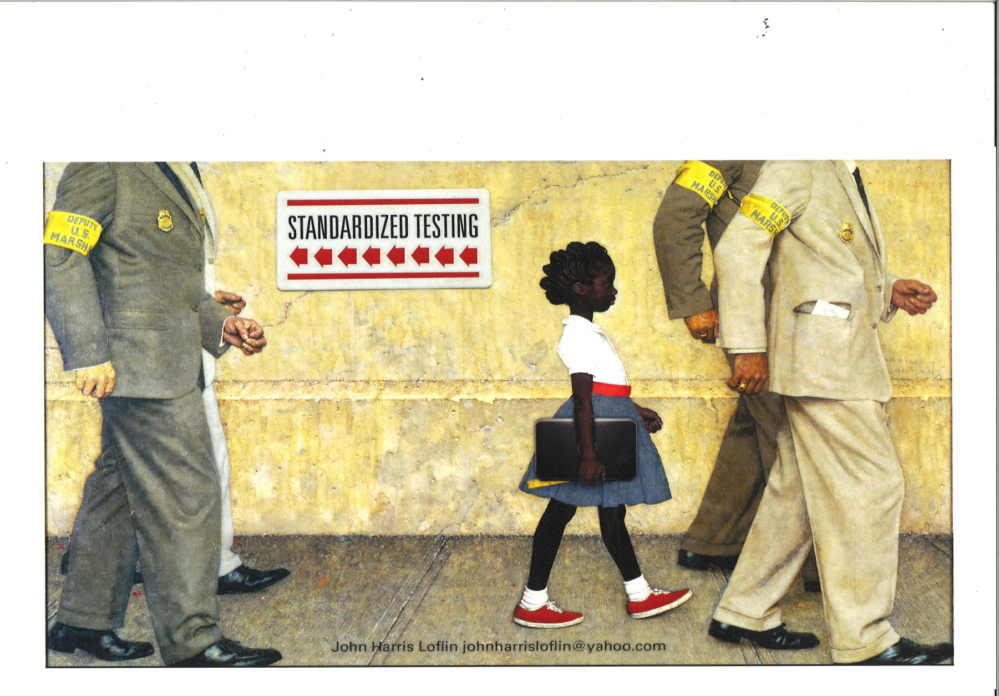 DEPUTY
U.S.
MARSH
STANDARDIZED TESTING
DEPUTY
U.S.
MARSH
DEPUTY
U.S.
MARSH
John Harris Loflin johnharrisloflin@yahoo.com